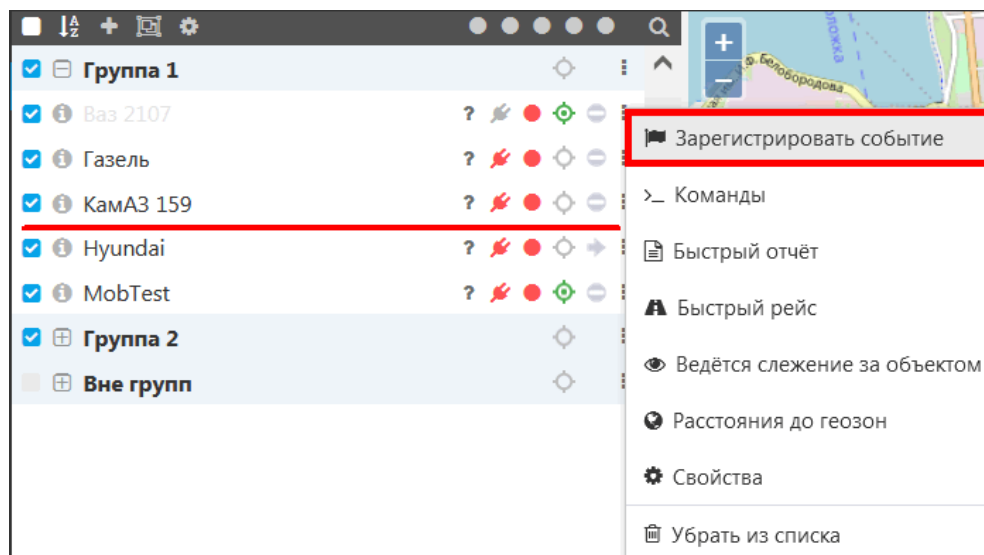 Группа 1
Ваз 2107
?
Газель
?
КамАЗ 159
?
Hyundai
?
MobTest
?
Группа 2
Вне групп
Белобородова
Зарегистрировать событие
Команды
Быстрый отчёт
Быстрый рейс
Ведётся слежение за объектом
Расстояния до геозон
Свойства
Убрать из списка